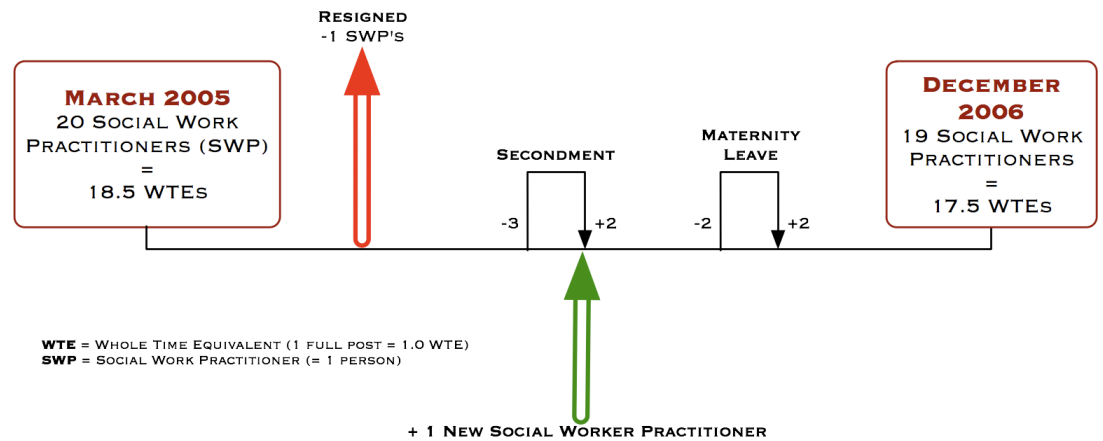 RESIGNED
-1 SWP'S
MARCH 2005
20 SOCIAL WORK
PRACTITIONERS (SWP)
=
18.5 WTES
SECONDMENT
-3
+2
MATERNITY
LEAVE
-2
+2
DECEMBER
2006
19 SOCIAL WORK
PRACTITIONERS
=
17.5 WTES
WTE = WHOLE TIME EQUIVALENT (1 FULL POST = 1.0 WTE)
SWP = SOCIAL WORK PRACTITIONER (= 1 PERSON)
+ 1 NEW SOCIAL WORKER PRACTITIONER